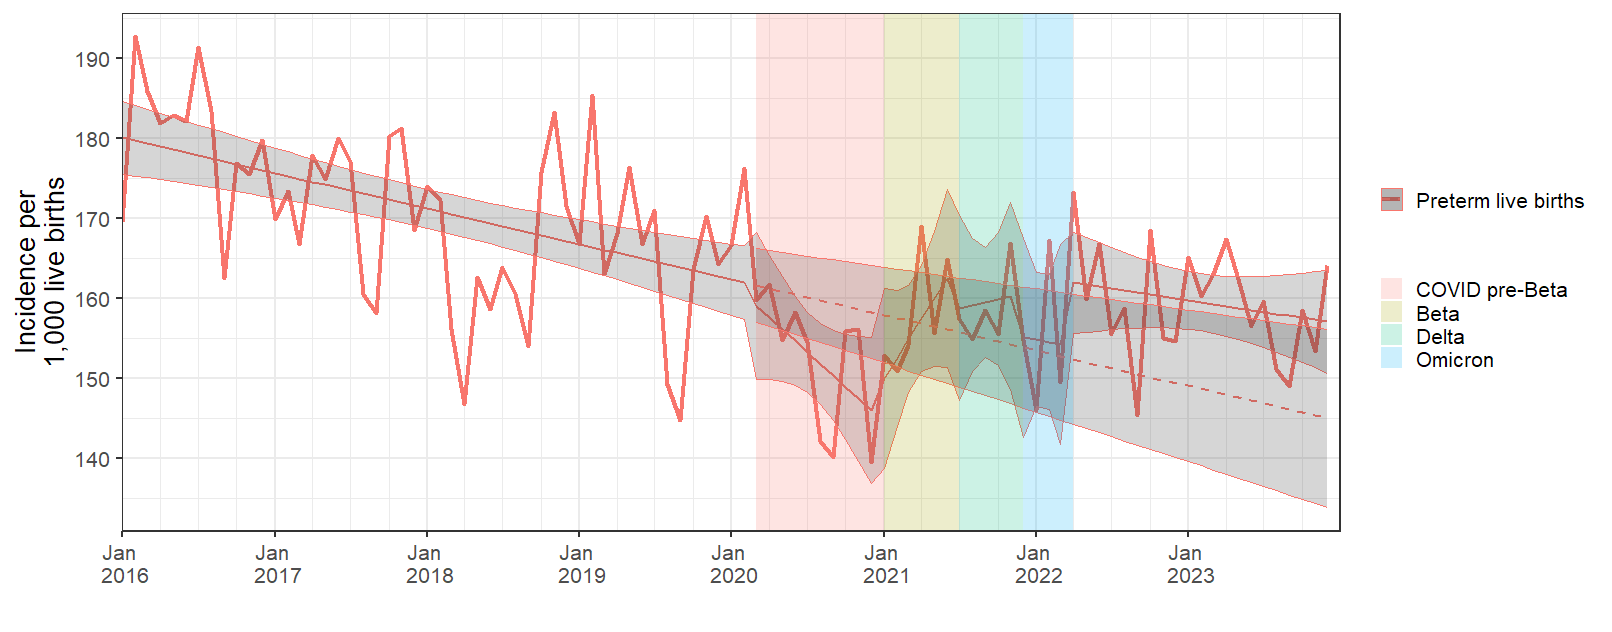 Incidence per
1,000 live births
190
180
170
160
150
140
Jan
2016
Jan
2017
Jan
2018
Jan
2019
Jan
2020
Jan
2021
Jan
2022
Jan
2023
Preterm live births
COVID pre-Beta
Beta
Delta
Omicron